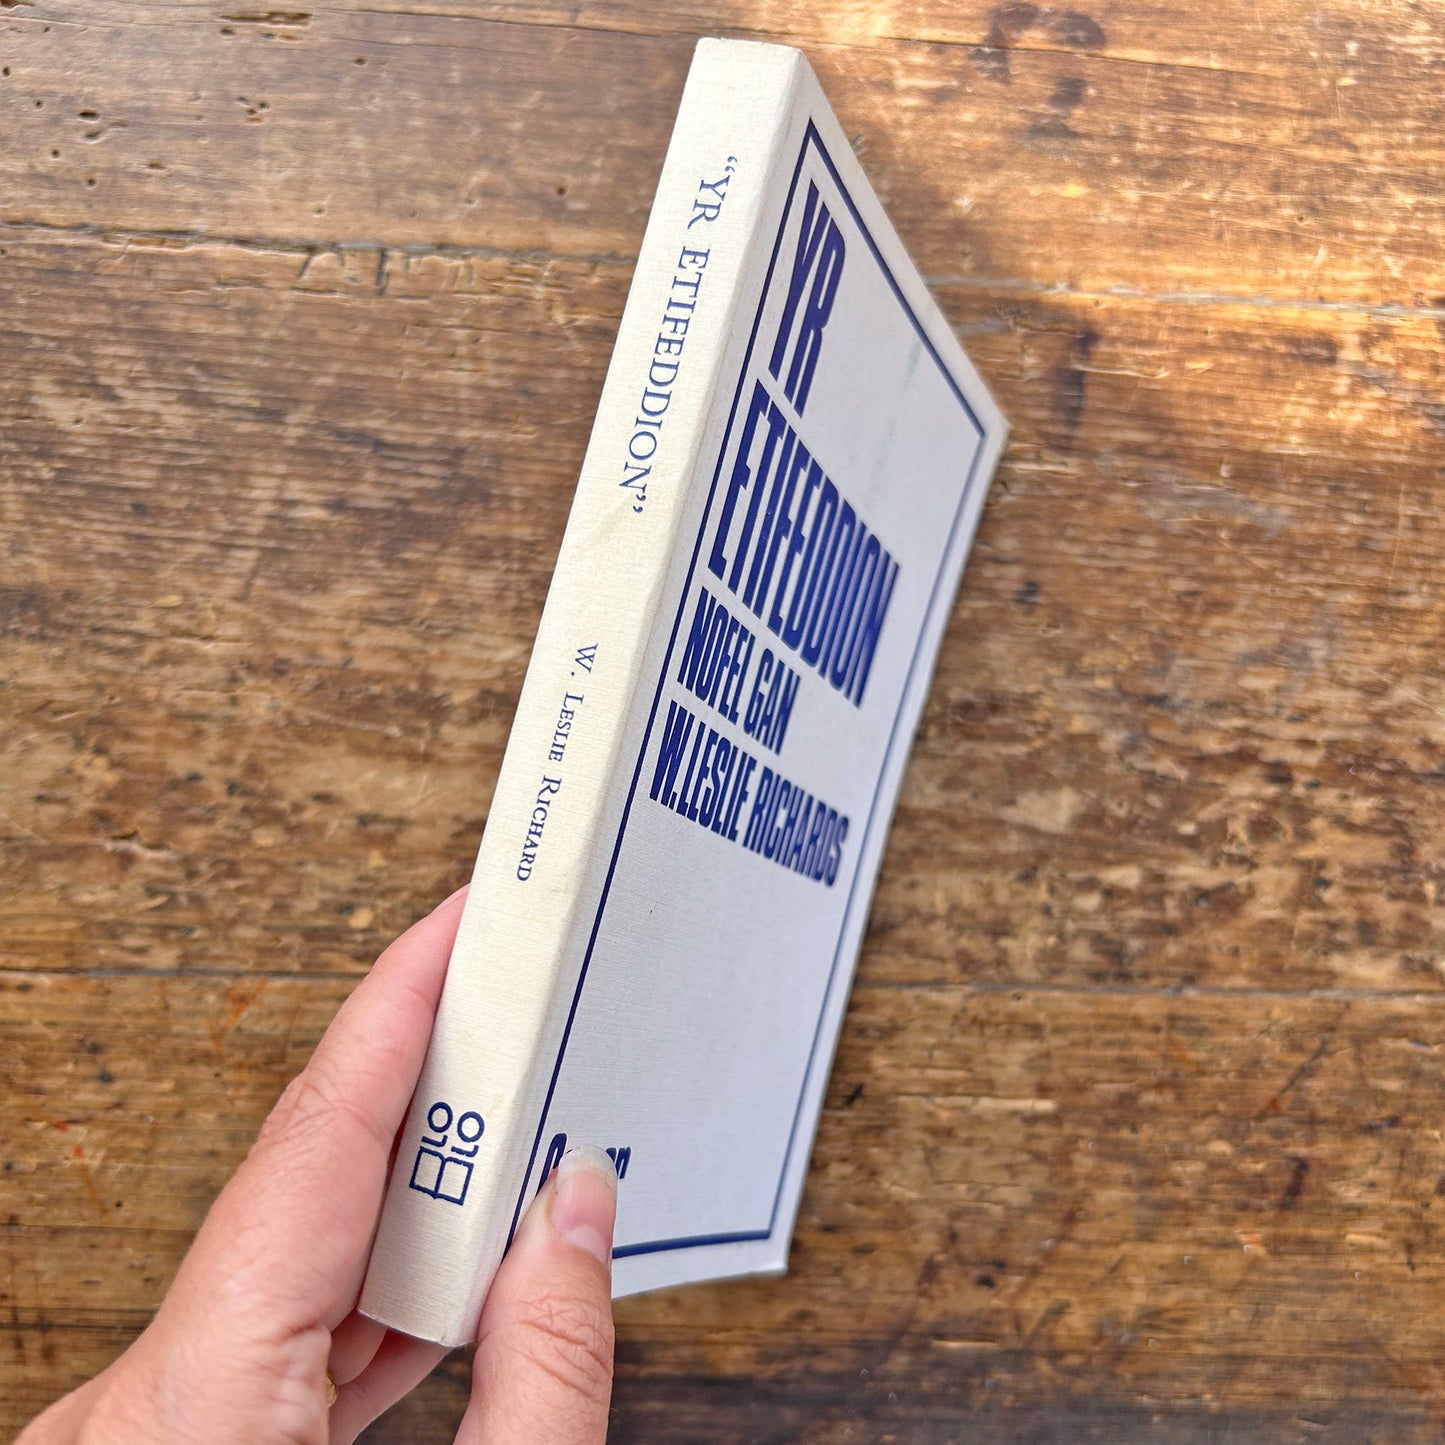 “YR ETIFEDDION”
W. LESLIE RICHARD
YR
ETIFEDDION
NOFEL GAN
W.LESLIE RICHARDS